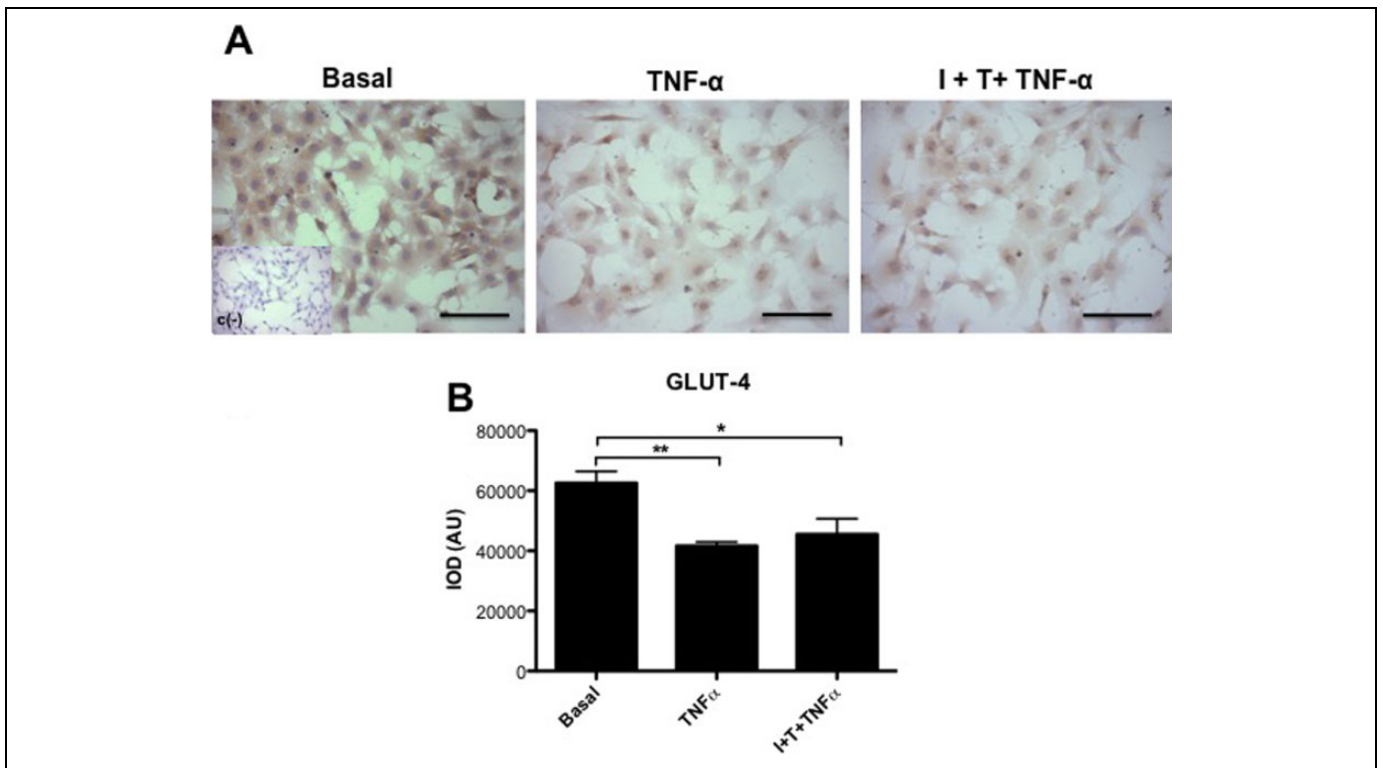 A
Basal
TNF-α
I + T+ TNF-α
c(-)
B
GLUT-4
80000
60000
40000
20000
0
IOD (AU)
*
**
Basal
TNFα
I+T+TNFα